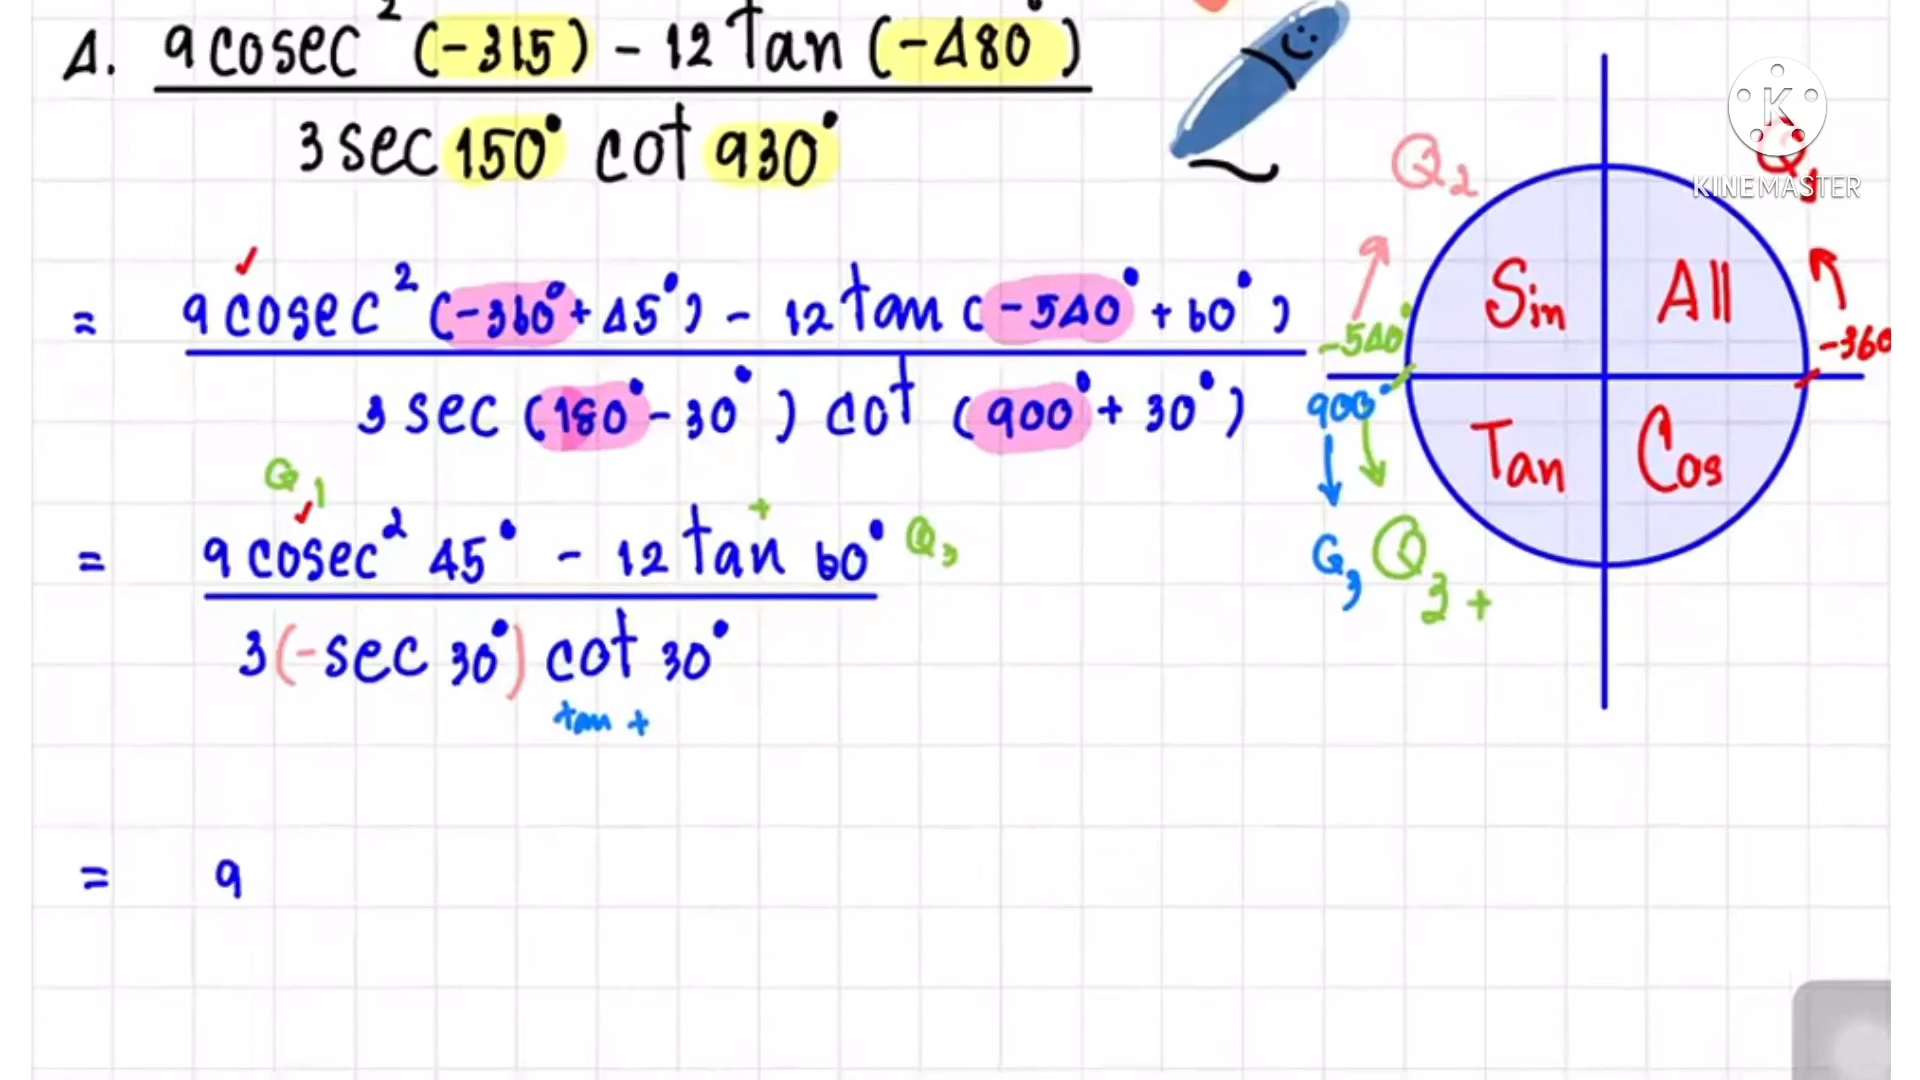 4. 9 cosec² (-315) - 12 tan (-480°)
3 sec 150° cot 930°
= 9 cosec² (-360° + 45°) - 12 tan (-540° + 60°)
3 sec (180° - 30°) cot (900° + 30°)
Q1
+
= 9 cosec² 45° - 12 tan 60° Q3
3(-sec 30°) cot 30°
tan +
= 9
K
KINEMASTER
Q2 Q1
Sin All
-540° -360
900°
Tan Cos
Q3 Q3 +